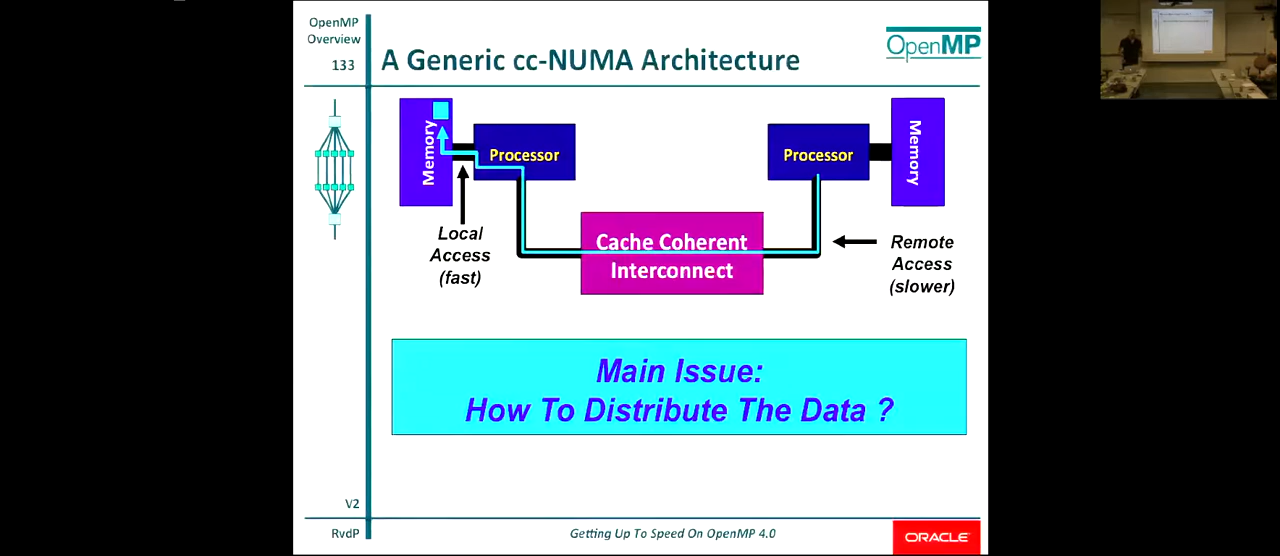 OpenMP
Overview
133
A Generic cc-NUMA Architecture
OpenMP
Memory
Processor
Processor
Memory
Local
Access
(fast)
Cache Coherent
Interconnect
Remote
Access
(slower)
Main Issue:
How To Distribute The Data ?
V2
RvdP
Getting Up To Speed On OpenMP 4.0
ORACLE